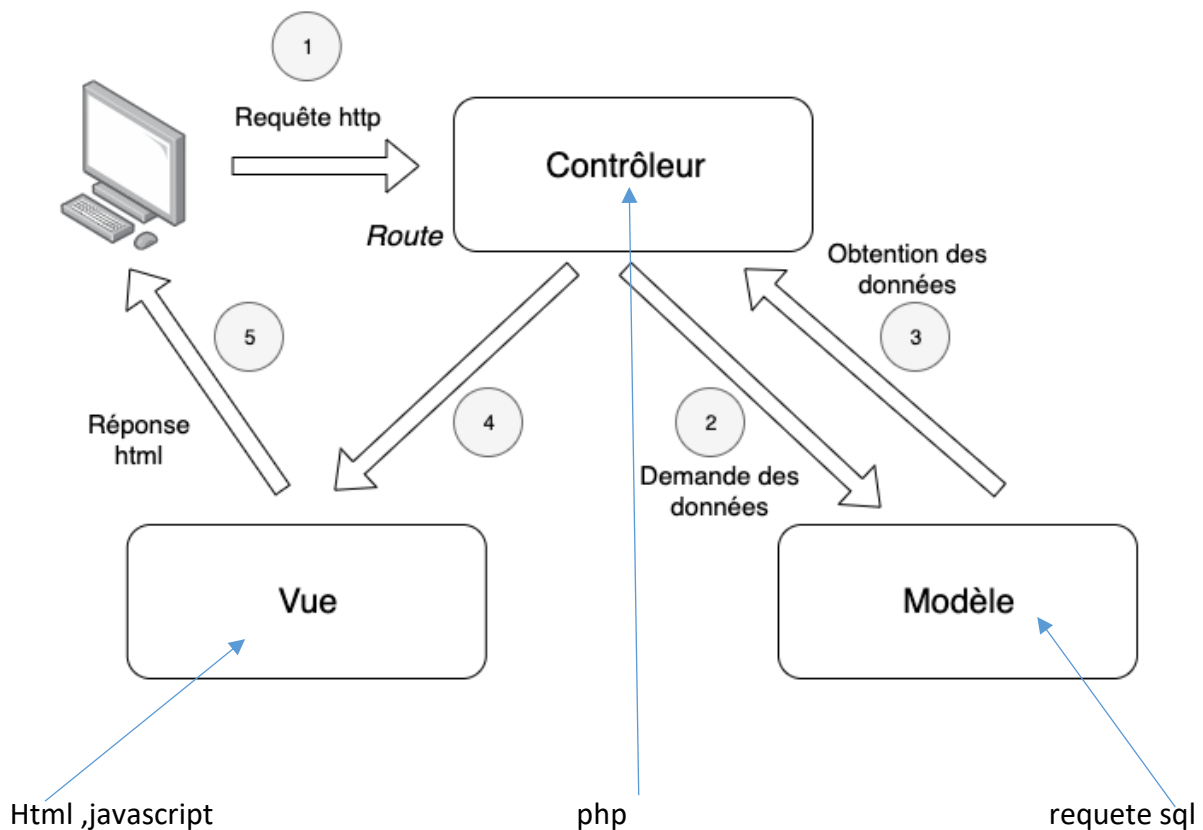 1
Requête http
Contrôleur
Route
Obtention des
données
5
3
4
2
Réponse
html
Demande des
données
Vue
Modèle
Html ,javascript
php
requete sql